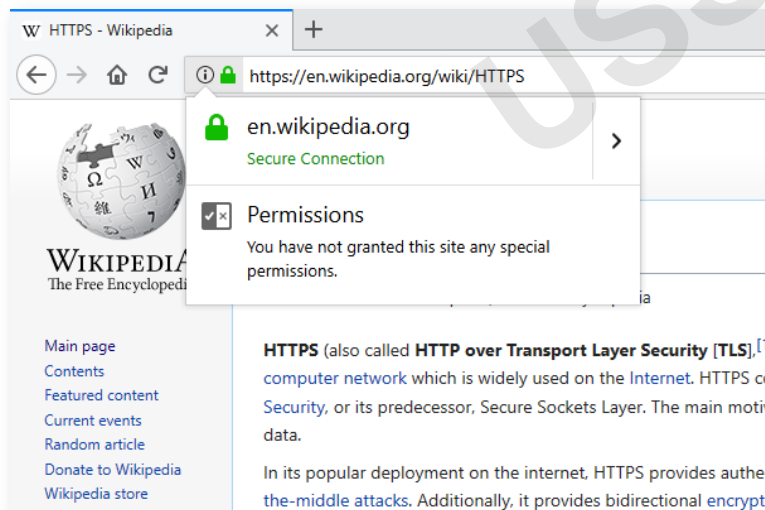 W HTTPS - Wikipedia
https://en.wikipedia.org/wiki/HTTPS
en.wikipedia.org
Secure Connection
Permissions
You have not granted this site any special
permissions.
Ω W И 維 7
WIKIPEDIA
The Free Encyclopedi
Main page
Contents
Featured content
Current events
Random article
Donate to Wikipedia
Wikipedia store
ia
HTTPS (also called HTTP over Transport Layer Security [TLS],[
computer network which is widely used on the Internet. HTTPS c
Security, or its predecessor, Secure Sockets Layer. The main moti
data.
In its popular deployment on the internet, HTTPS provides authe
the-middle attacks. Additionally, it provides bidirectional encrypt